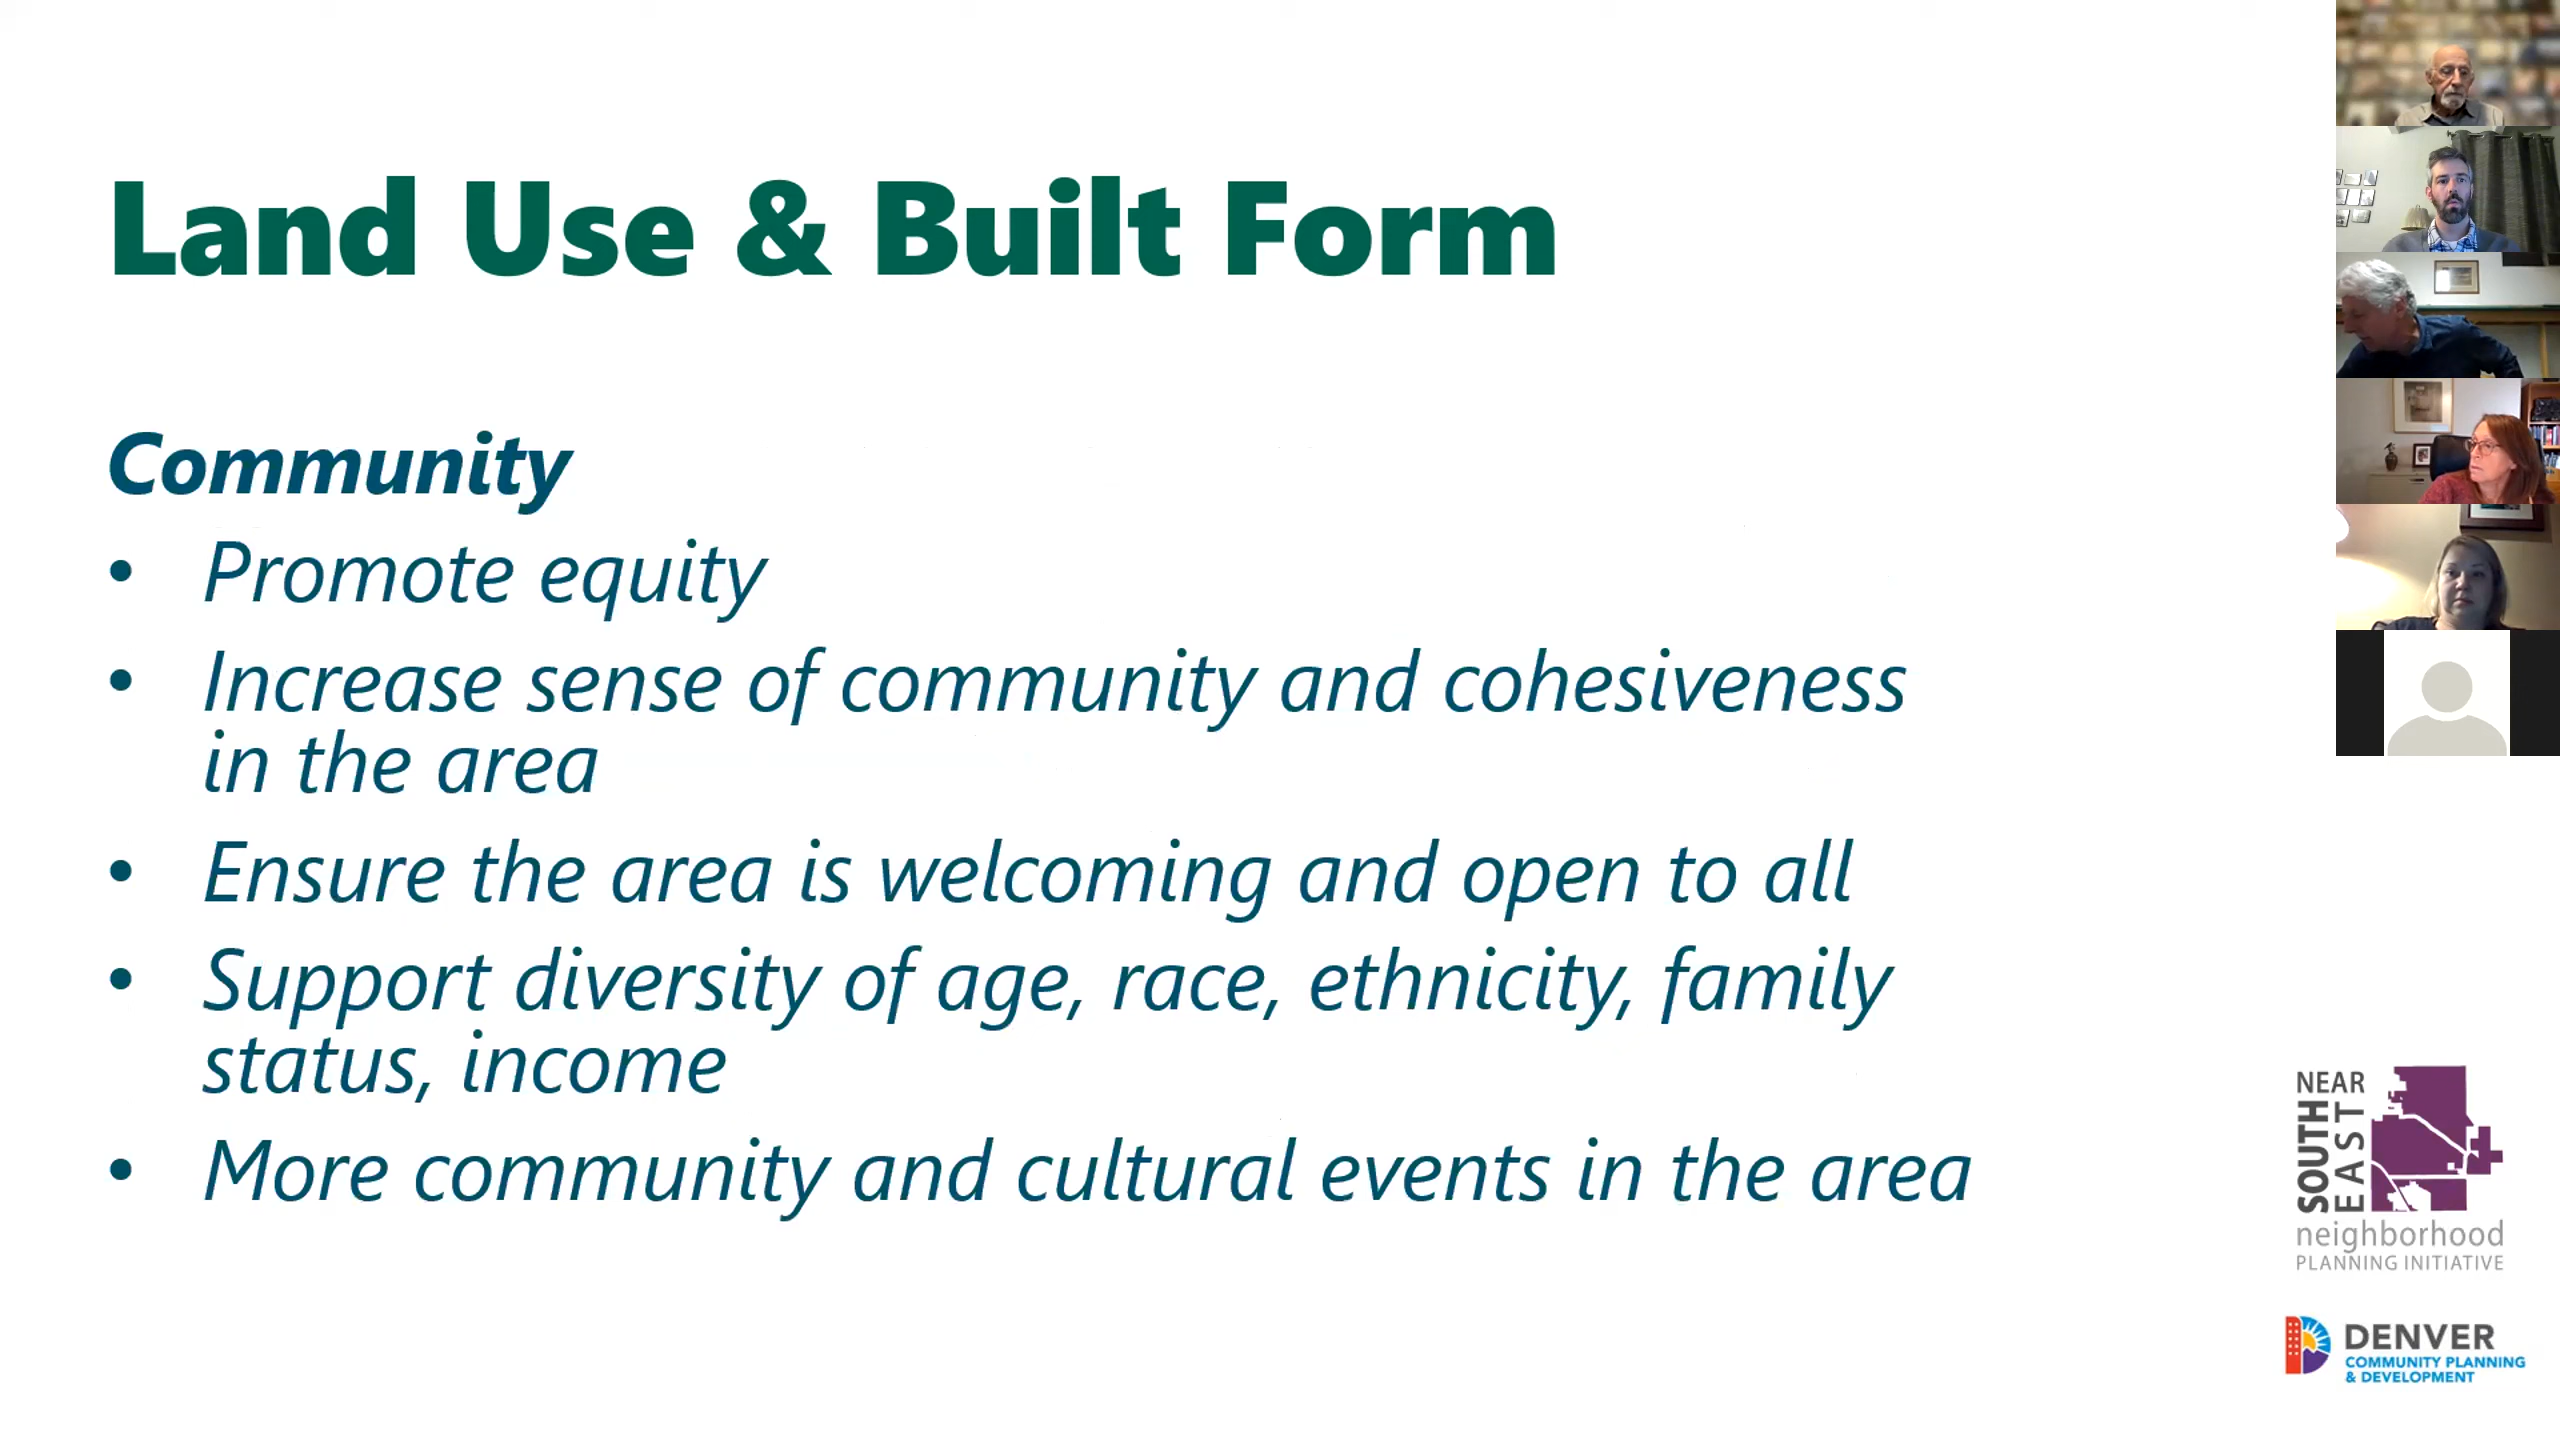 Land Use & Built Form
Community
• Promote equity
• Increase sense of community and cohesiveness
in the area
• Ensure the area is welcoming and open to all
• Support diversity of age, race, ethnicity, family
status, income
• More community and cultural events in the area
NEAR
SOUTH
EAST
neighborhood
PLANNING INITIATIVE
DENVER
COMMUNITY PLANNING
& DEVELOPMENT